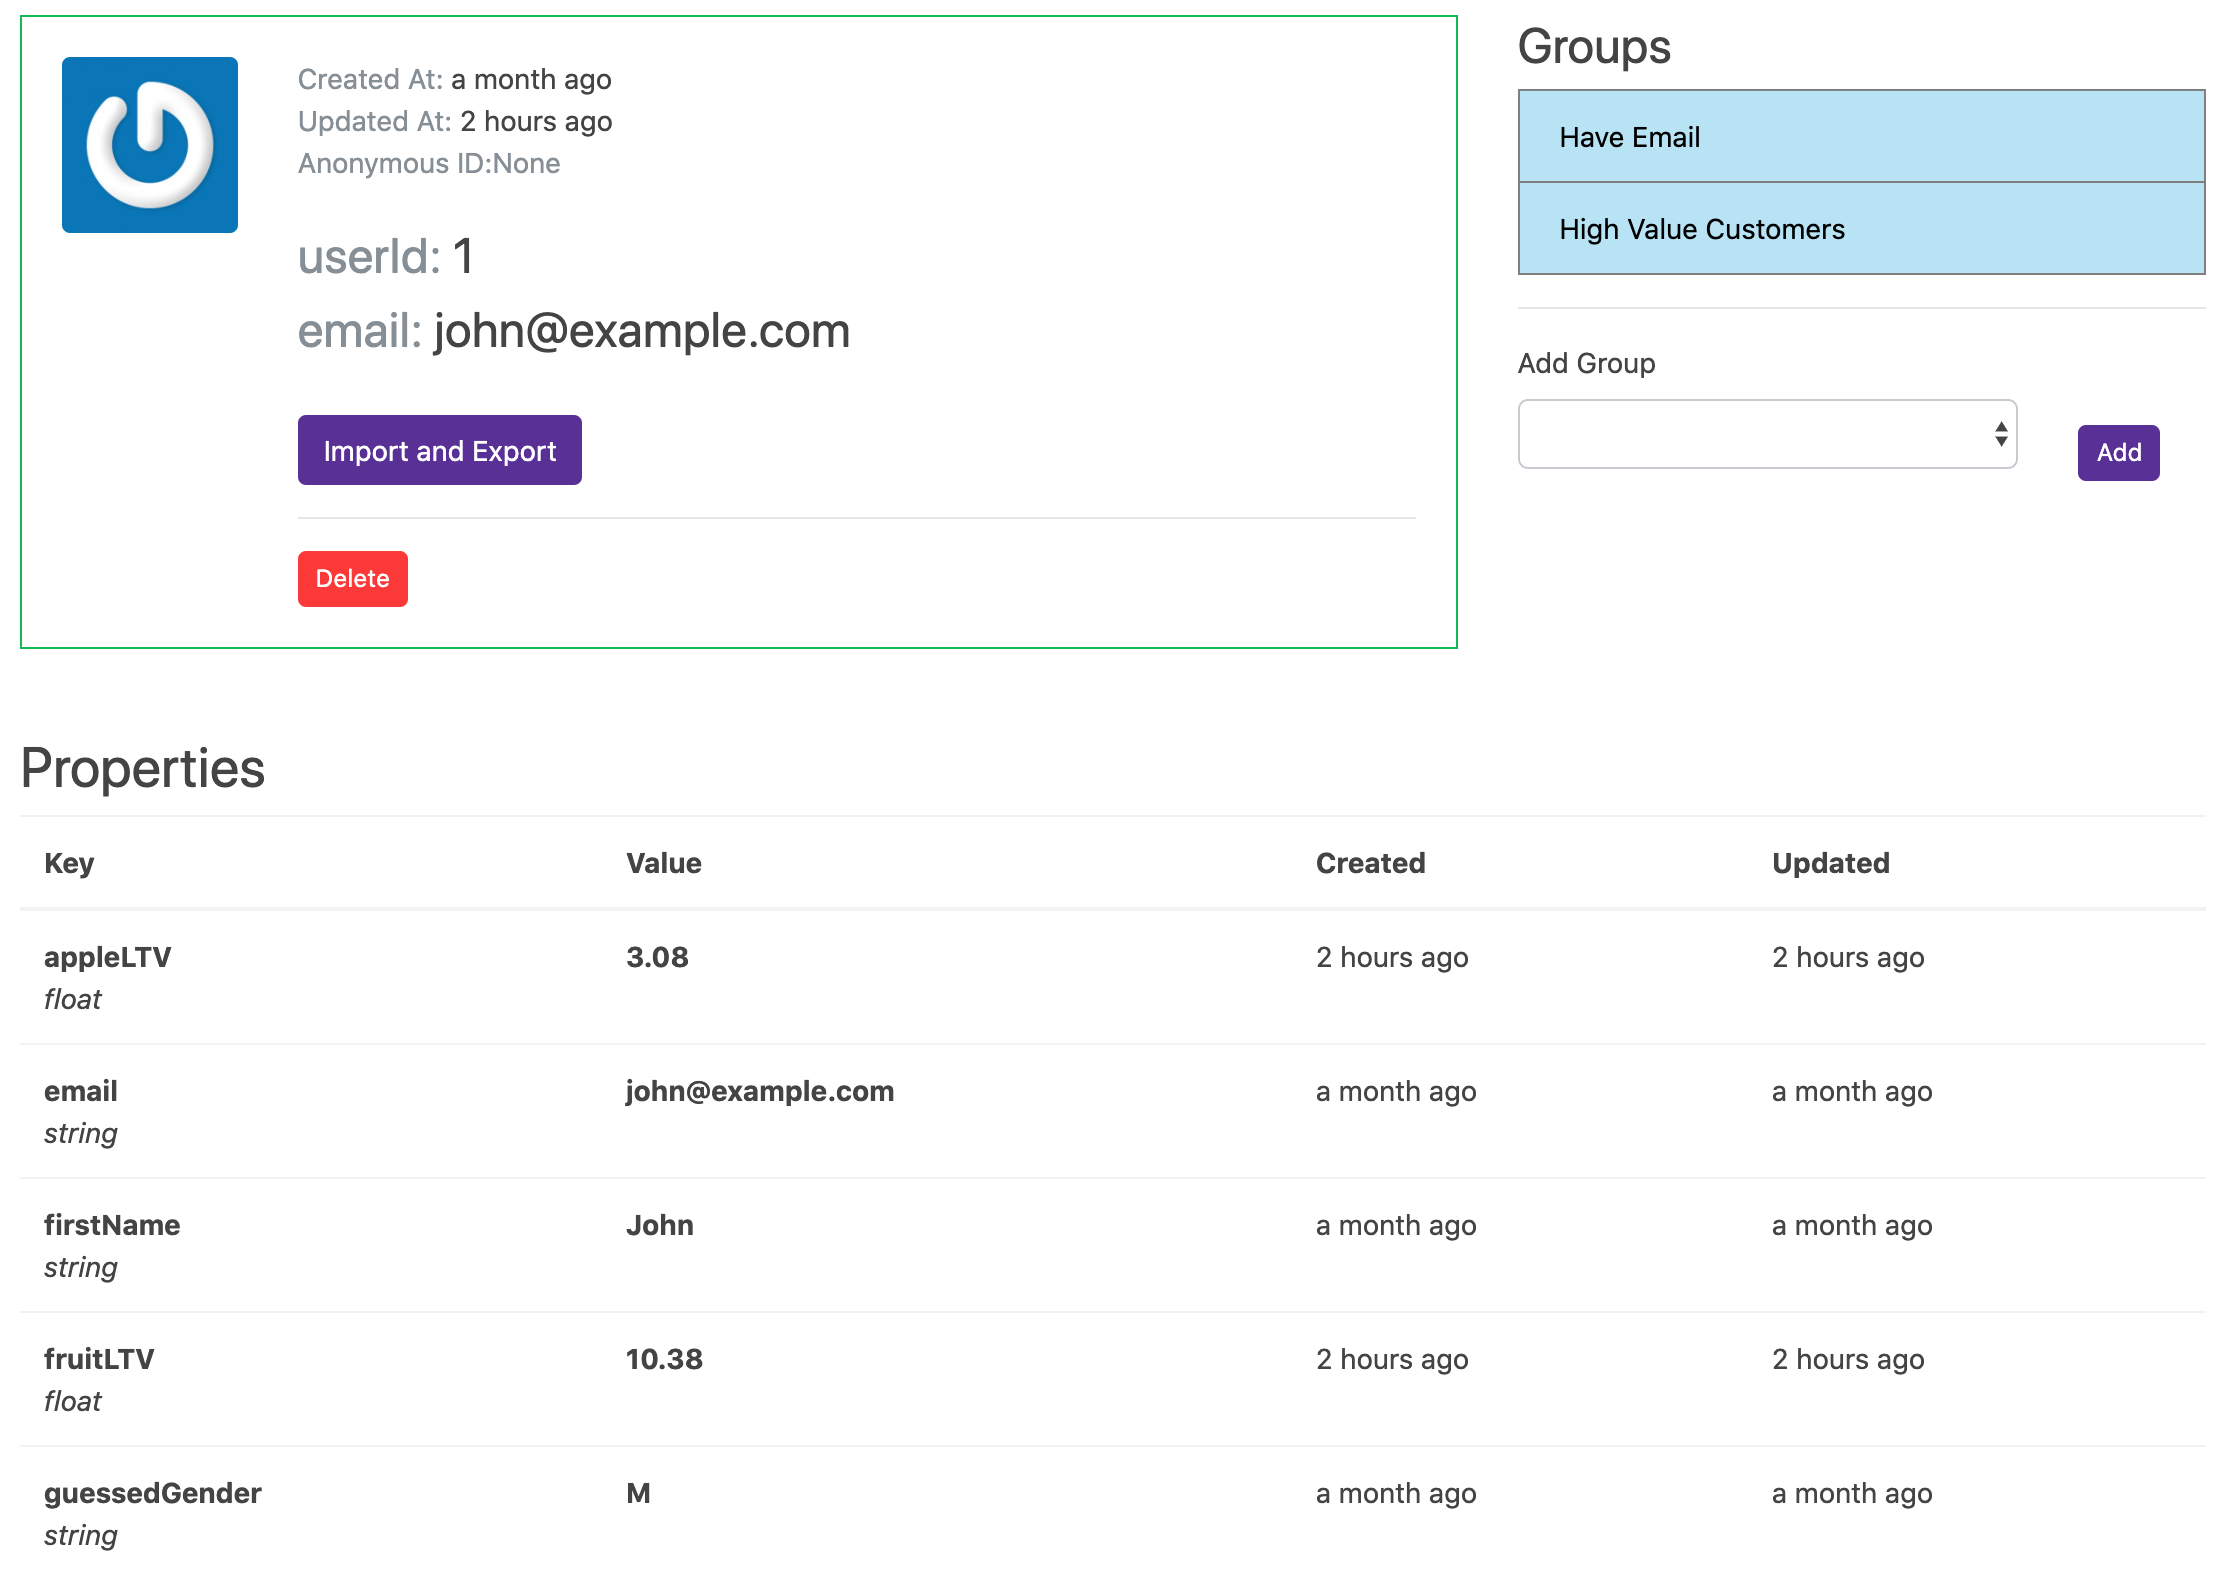 Created At: a month ago
Updated At: 2 hours ago
Anonymous ID:None
userId: 1
email: john@example.com
Import and Export
Delete
Groups
Have Email
High Value Customers
Add Group
Add
Properties
Key Value Created Updated
appleLTV 3.08 2 hours ago 2 hours ago
float
email john@example.com a month ago a month ago
string
firstName John a month ago a month ago
string
fruitLTV 10.38 2 hours ago 2 hours ago
float
guessedGender M a month ago a month ago
string